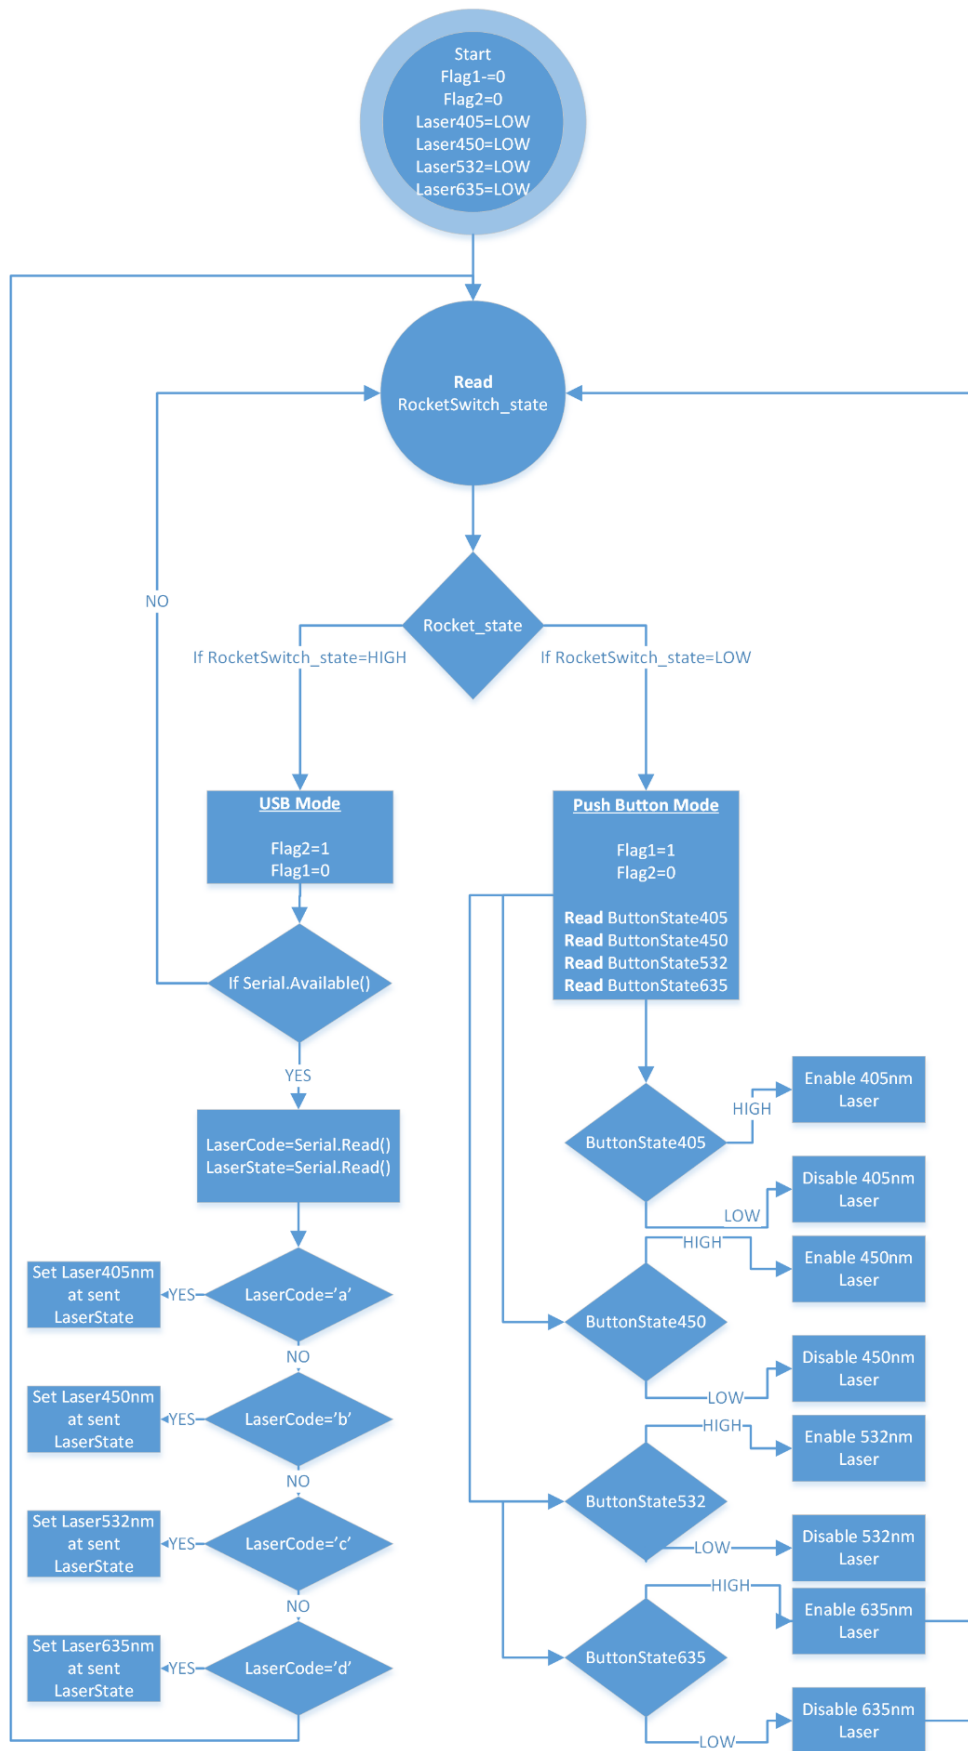 Start
Flag1-=0
Flag2=0
Laser405=LOW
Laser450=LOW
Laser532=LOW
Laser635=LOW
Read
RocketSwitch_state
NO
Rocket_state
If RocketSwitch_state=HIGH
If RocketSwitch_state=LOW
USB Mode
Flag2=1
Flag1=0
If Serial.Available()
YES
LaserCode=Serial.Read()
LaserState=Serial.Read()
LaserCode='a'
YES
Set Laser405nm
at sent
LaserState
NO
LaserCode='b'
YES
Set Laser450nm
at sent
LaserState
NO
LaserCode='c'
YES
Set Laser532nm
at sent
LaserState
NO
LaserCode='d'
YES
Set Laser635nm
at sent
LaserState
Push Button Mode
Flag1=1
Flag2=0
Read ButtonState405
Read ButtonState450
Read ButtonState532
Read ButtonState635
ButtonState405
HIGH
Enable 405nm
Laser
LOW
Disable 405nm
Laser
ButtonState450
HIGH
Enable 450nm
Laser
LOW
Disable 450nm
Laser
ButtonState532
HIGH
Enable 532nm
Laser
LOW
Disable 532nm
Laser
ButtonState635
HIGH
Enable 635nm
Laser
LOW
Disable 635nm
Laser